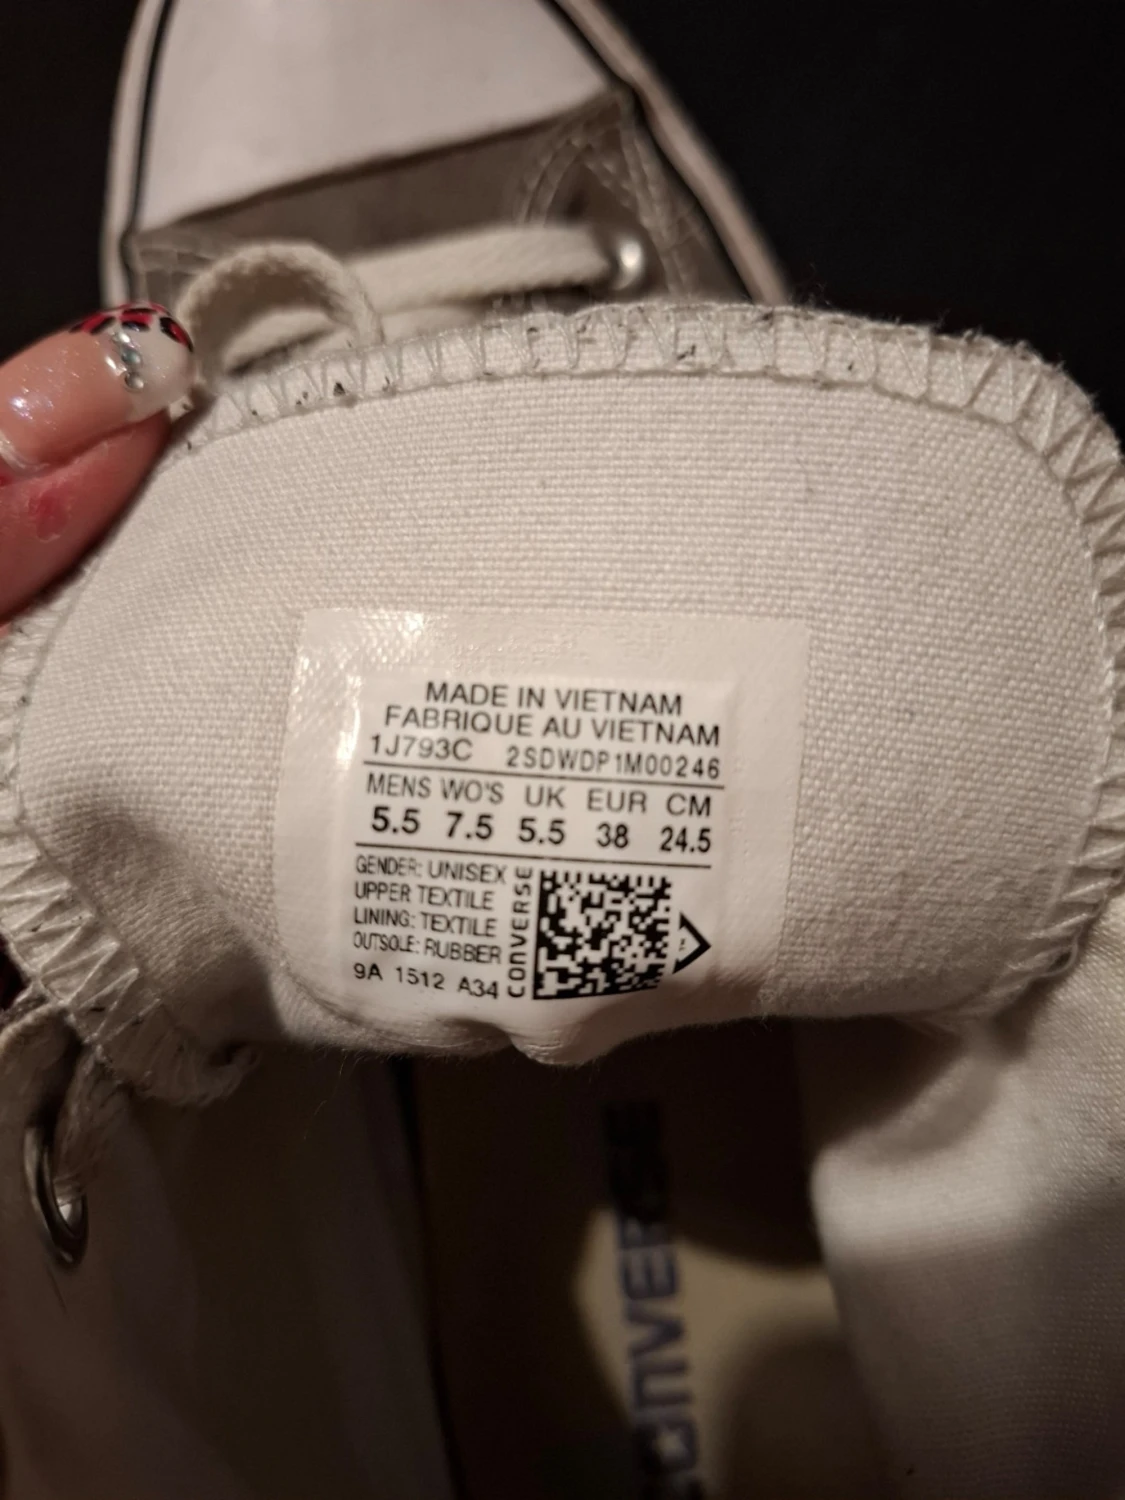 MADE IN VIETNAM
FABRIQUE AU VIETNAM
1J793C 2SDWDP1M00246
MENS WO'S UK EUR CM
5.5 7.5 5.5 38 24.5
GENDER: UNISEX
UPPER TEXTILE
LINING: TEXTILE
OUTSOLE: RUBBER
9A 1512 A34
CONVERSE
CONVERSE